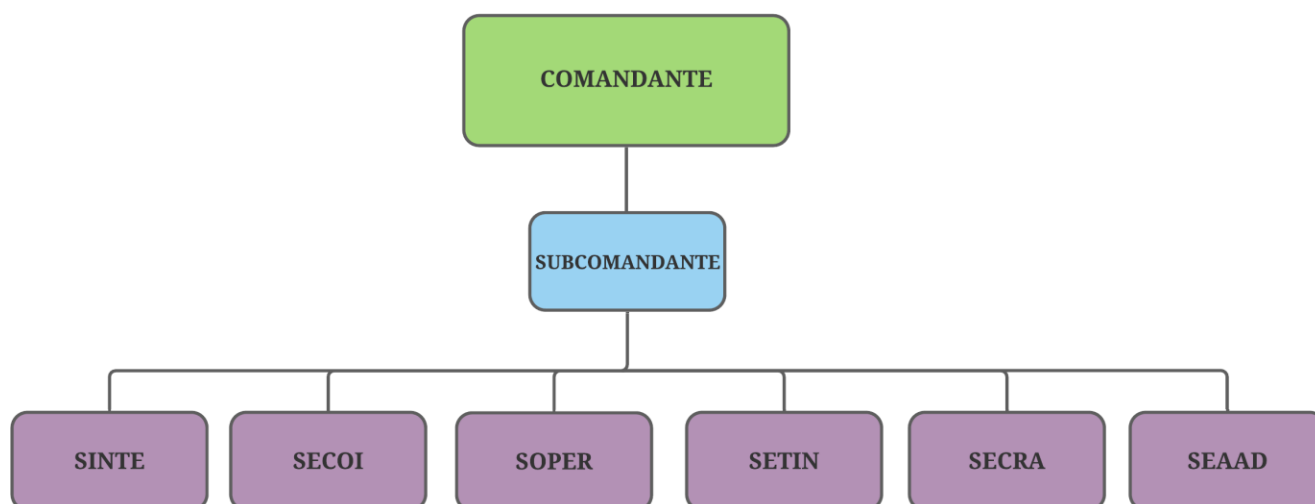 COMANDANTE
SUBCOMANDANTE
SINTE
SECOI
SOPER
SETIN
SECRA
SEAAD